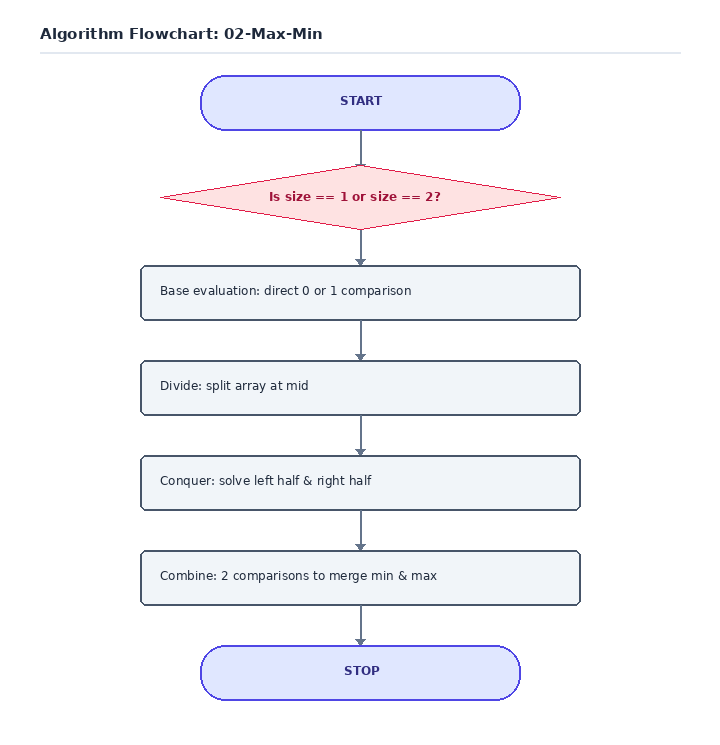 Algorithm Flowchart: 02-Max-Min
START
Is size == 1 or size == 2?
Base evaluation: direct 0 or 1 comparison
Divide: split array at mid
Conquer: solve left half & right half
Combine: 2 comparisons to merge min & max
STOP